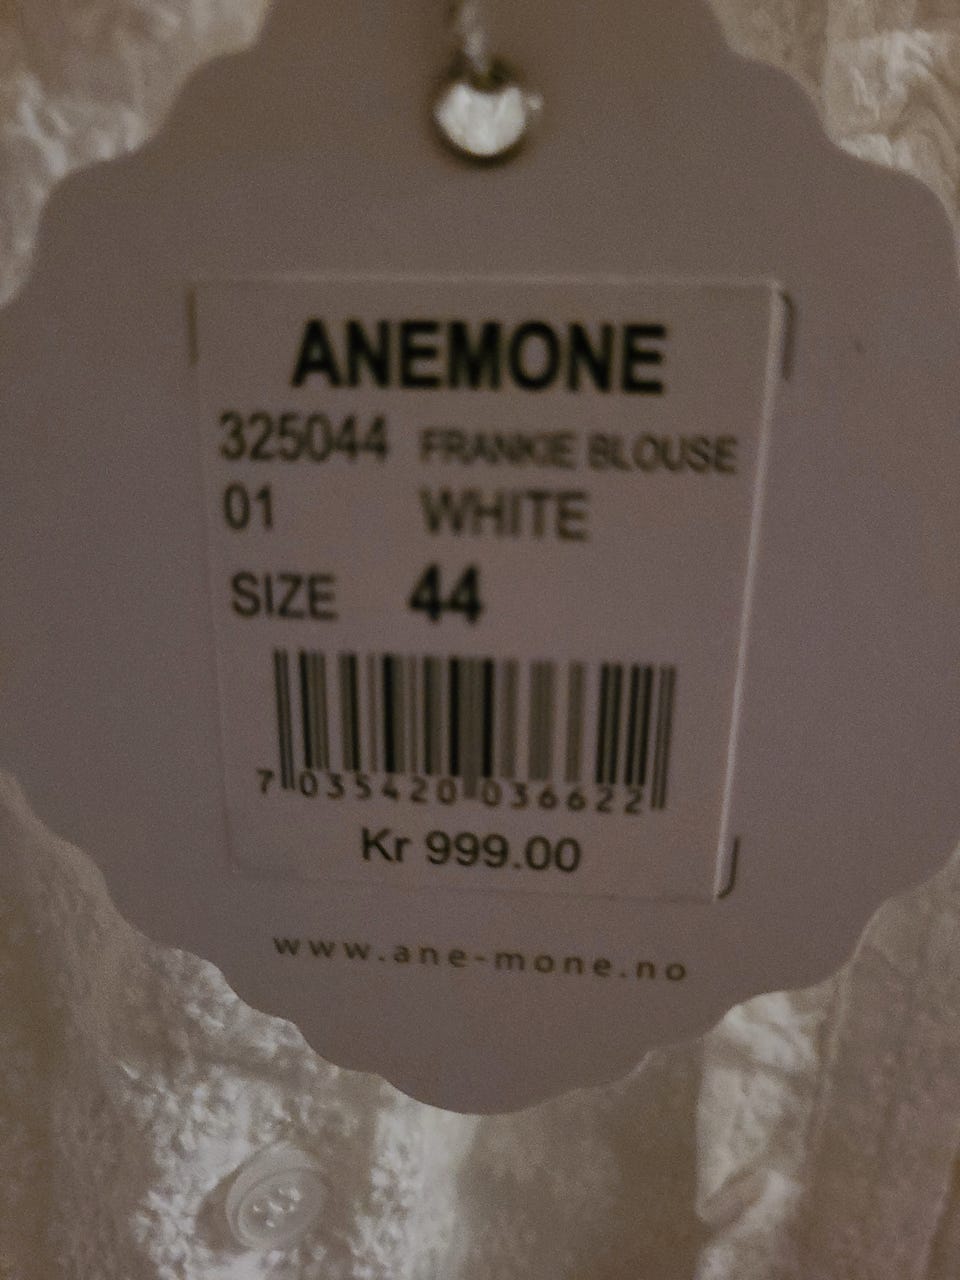 ANEMONE
325044 FRANKIE BLOUSE
01 WHITE
SIZE 44
7 035420 036622
Kr 999.00
www.ane-mone.no